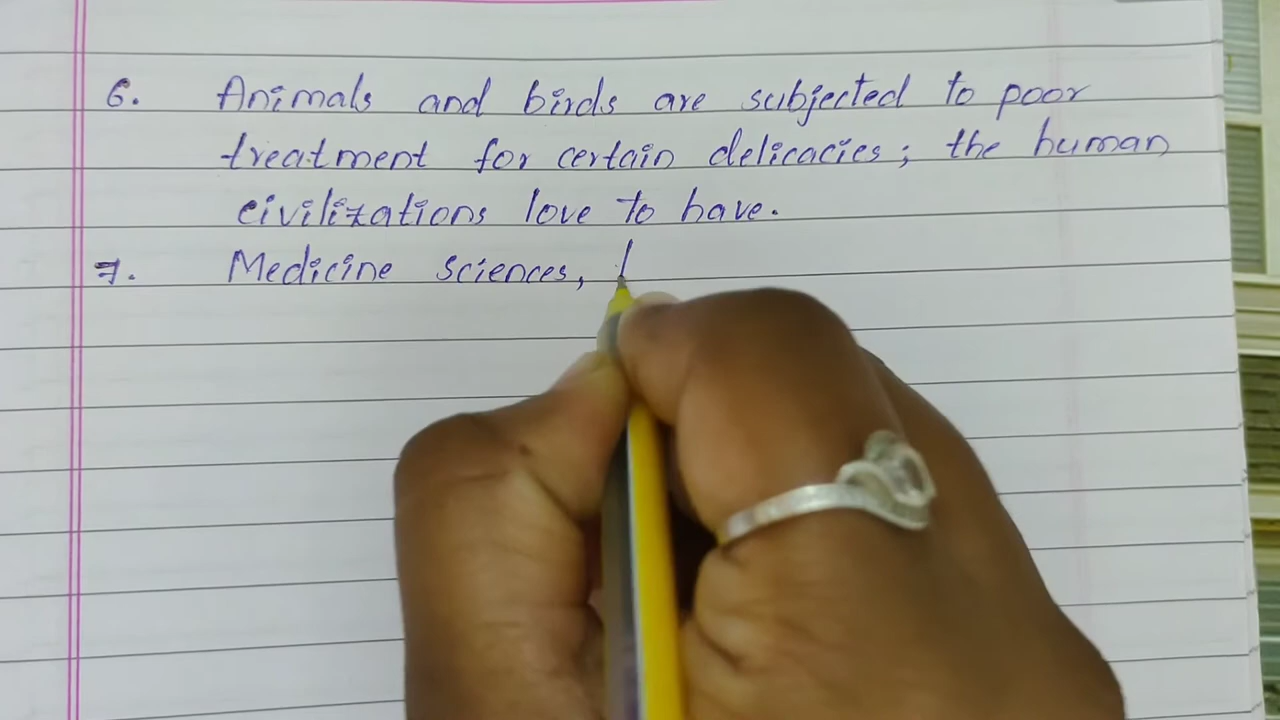 6. Animals and birds are subjected to poor
treatment for certain delicacies; the human
civilizations love to have.
7. Medicine sciences,